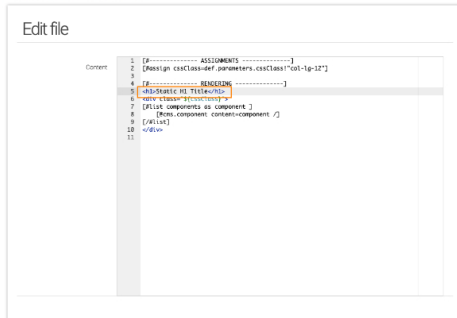 Edit file
Content
1 [#-------------- ASSIGNMENTS --------------]
2 [#assign cssClass=def.parameters.cssClass!"col-lg-12"]
3
4 [#-------------- RENDERING --------------]
5 <h1>Static H1 Title</h1>
6 <div class="${cssClass}">
7 [#list components as component ]
8 [@cms.component content=component /]
9 [/#list]
10 </div>
11